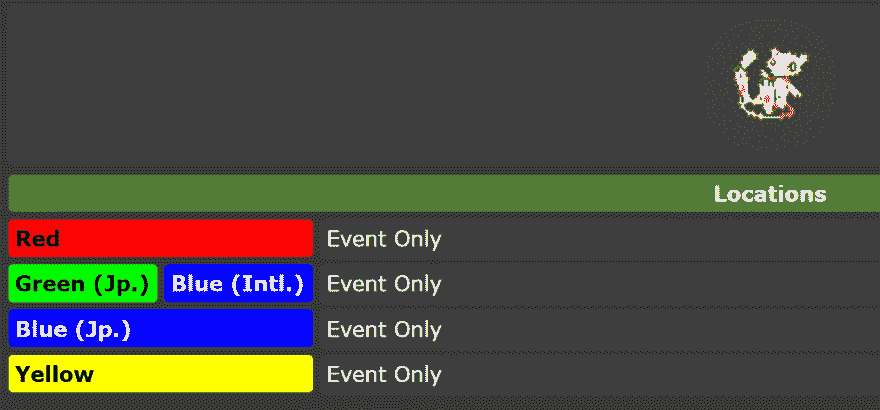 Locations
Red Event Only
Green (Jp.) Blue (Intl.) Event Only
Blue (Jp.) Event Only
Yellow Event Only